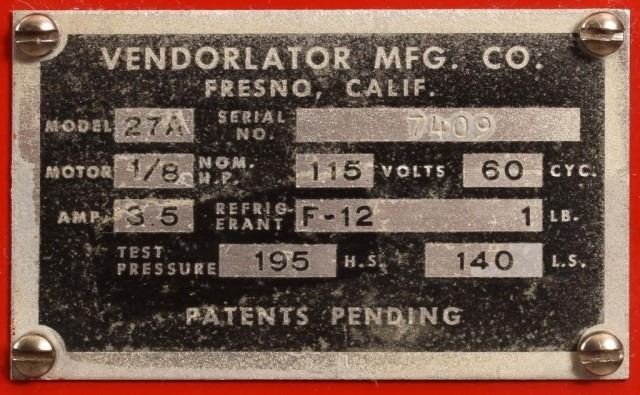 VENDORLATOR MFG. CO.
FRESNO, CALIF.
MODEL 27A SERIAL NO. 7409
MOTOR 1/8 NOM. H.P. 115 VOLTS 60 CYC.
AMP. 3.5 REFRIG-ERANT F-12 1 LB.
TEST PRESSURE 195 H.S. 140 L.S.
PATENTS PENDING